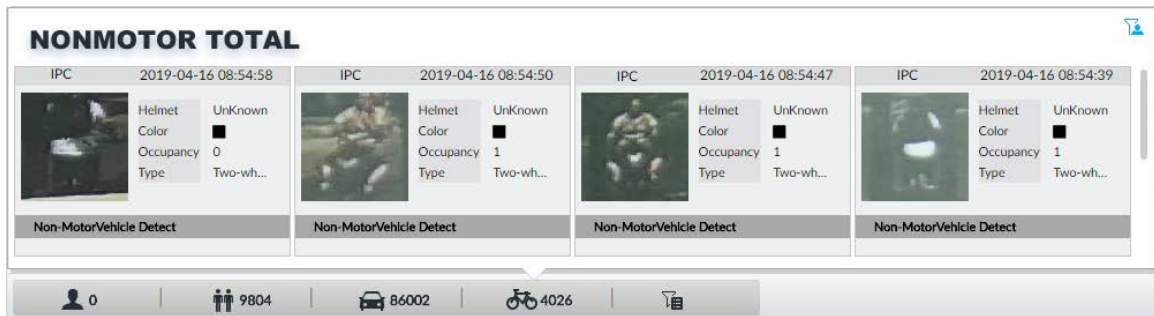 NONMOTOR TOTAL
IPC 2019-04-16 08:54:58
Helmet UnKnown
Color
Occupancy 0
Type Two-wh...
Non-MotorVehicle Detect
IPC 2019-04-16 08:54:50
Helmet UnKnown
Color
Occupancy 1
Type Two-wh...
Non-MotorVehicle Detect
IPC 2019-04-16 08:54:47
Helmet UnKnown
Color
Occupancy 1
Type Two-wh...
Non-MotorVehicle Detect
IPC 2019-04-16 08:54:39
Helmet UnKnown
Color
Occupancy 1
Type Two-wh...
Non-MotorVehicle Detect
0 9804 86002 4026